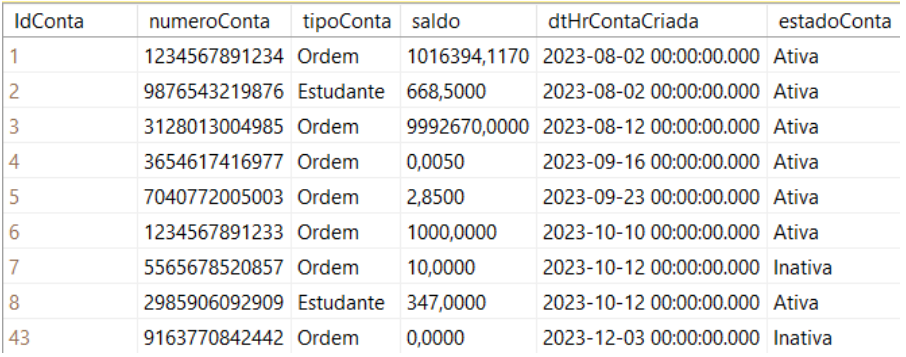 IdConta numeroConta tipoConta saldo dtHrContaCriada estadoConta
1 1234567891234 Ordem 1016394,1170 2023-08-02 00:00:00.000 Ativa
2 9876543219876 Estudante 668,5000 2023-08-02 00:00:00.000 Ativa
3 3128013004985 Ordem 9992670,0000 2023-08-12 00:00:00.000 Ativa
4 3654617416977 Ordem 0,0050 2023-09-16 00:00:00.000 Ativa
5 7040772005003 Ordem 2,8500 2023-09-23 00:00:00.000 Ativa
6 1234567891233 Ordem 1000,0000 2023-10-10 00:00:00.000 Ativa
7 5565678520857 Ordem 10,0000 2023-10-12 00:00:00.000 Inativa
8 2985906092909 Estudante 347,0000 2023-10-12 00:00:00.000 Ativa
43 9163770842442 Ordem 0,0000 2023-12-03 00:00:00.000 Inativa